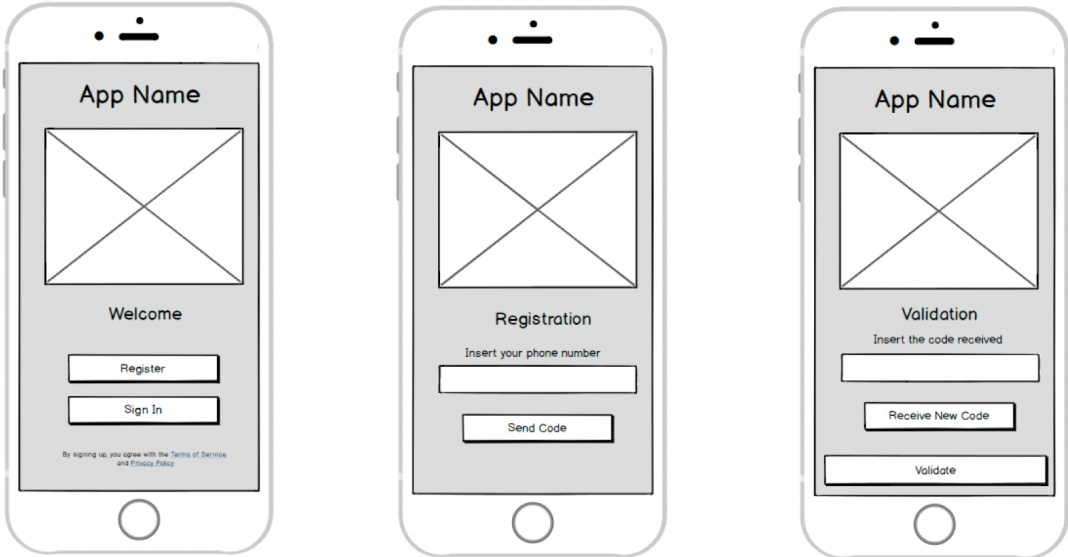 App Name
Welcome
Register
Sign In
By signing up, you agree with the Terms of Service
and Privacy Policy
App Name
Registration
Insert your phone number
Send Code
App Name
Validation
Insert the code received
Receive New Code
Validate